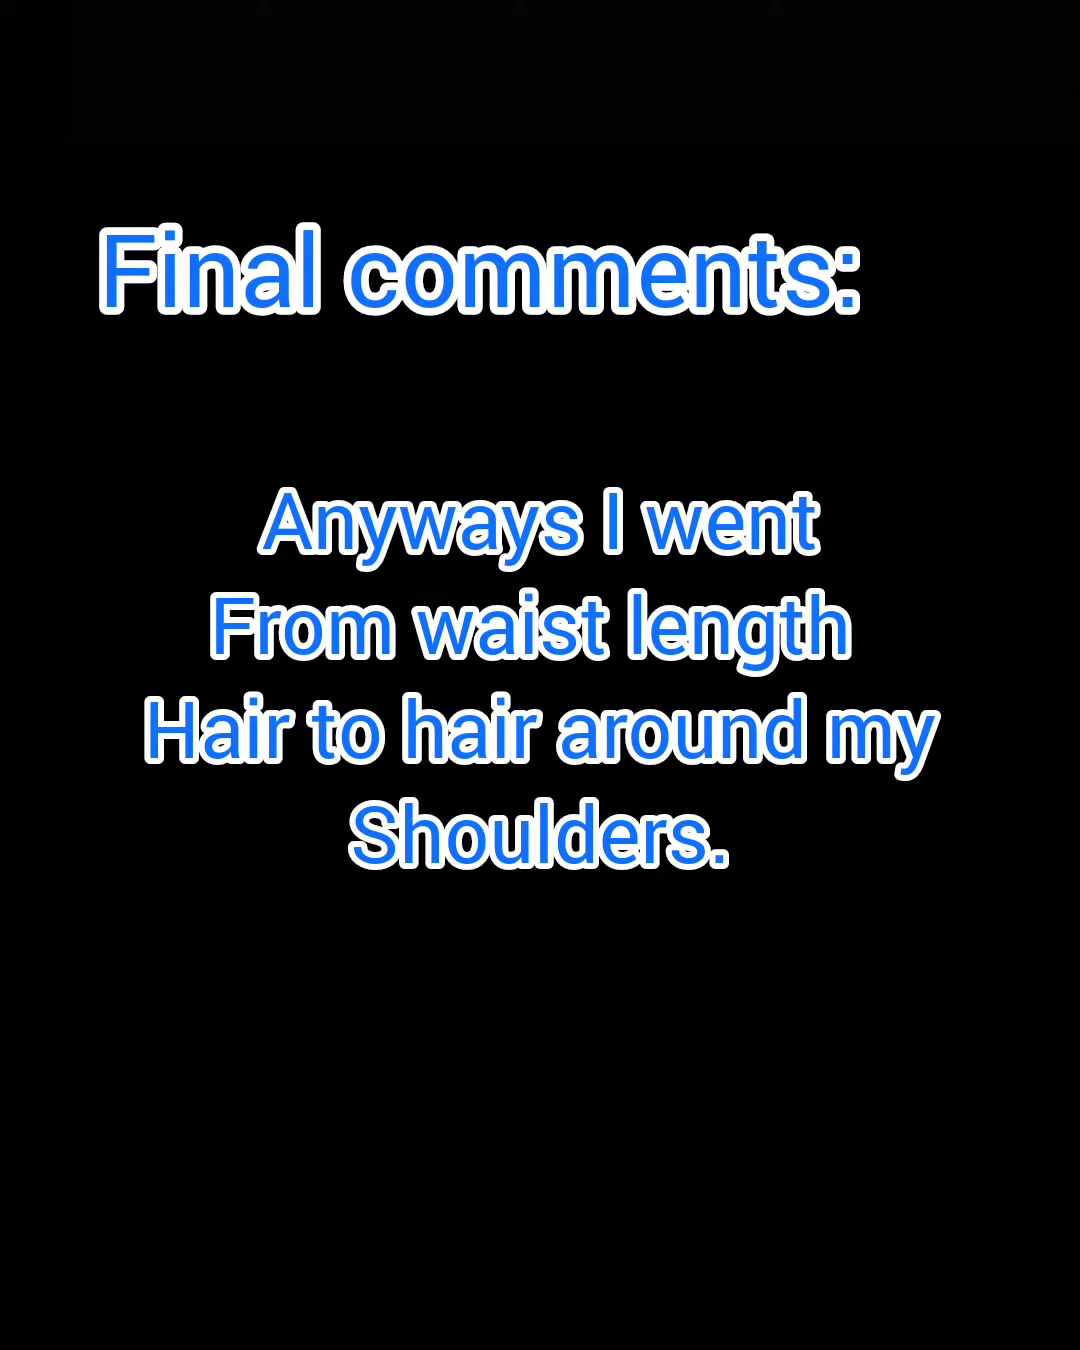 Final comments:
Anyways I went
From waist length
Hair to hair around my
Shoulders.